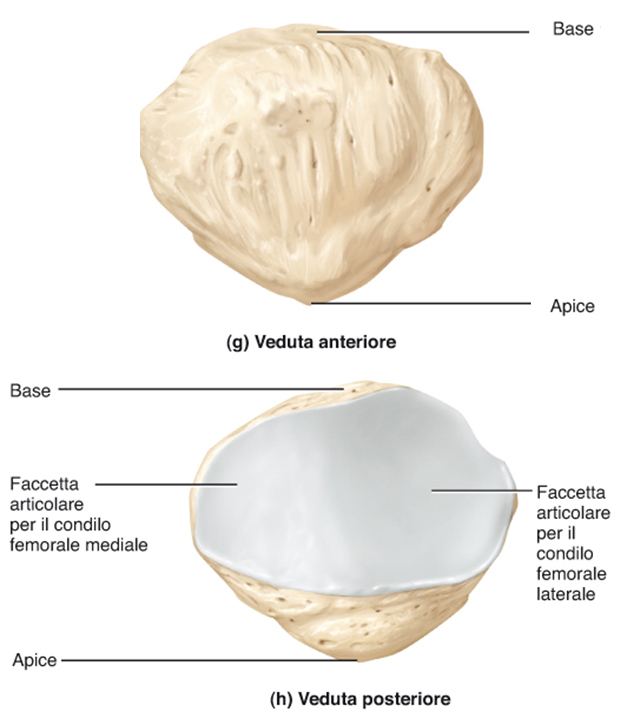 Base
Apice
(g) Veduta anteriore
Base
Faccetta
articolare
per il condilo
femorale mediale
Faccetta
articolare
per il
condilo
femorale
laterale
Apice
(h) Veduta posteriore